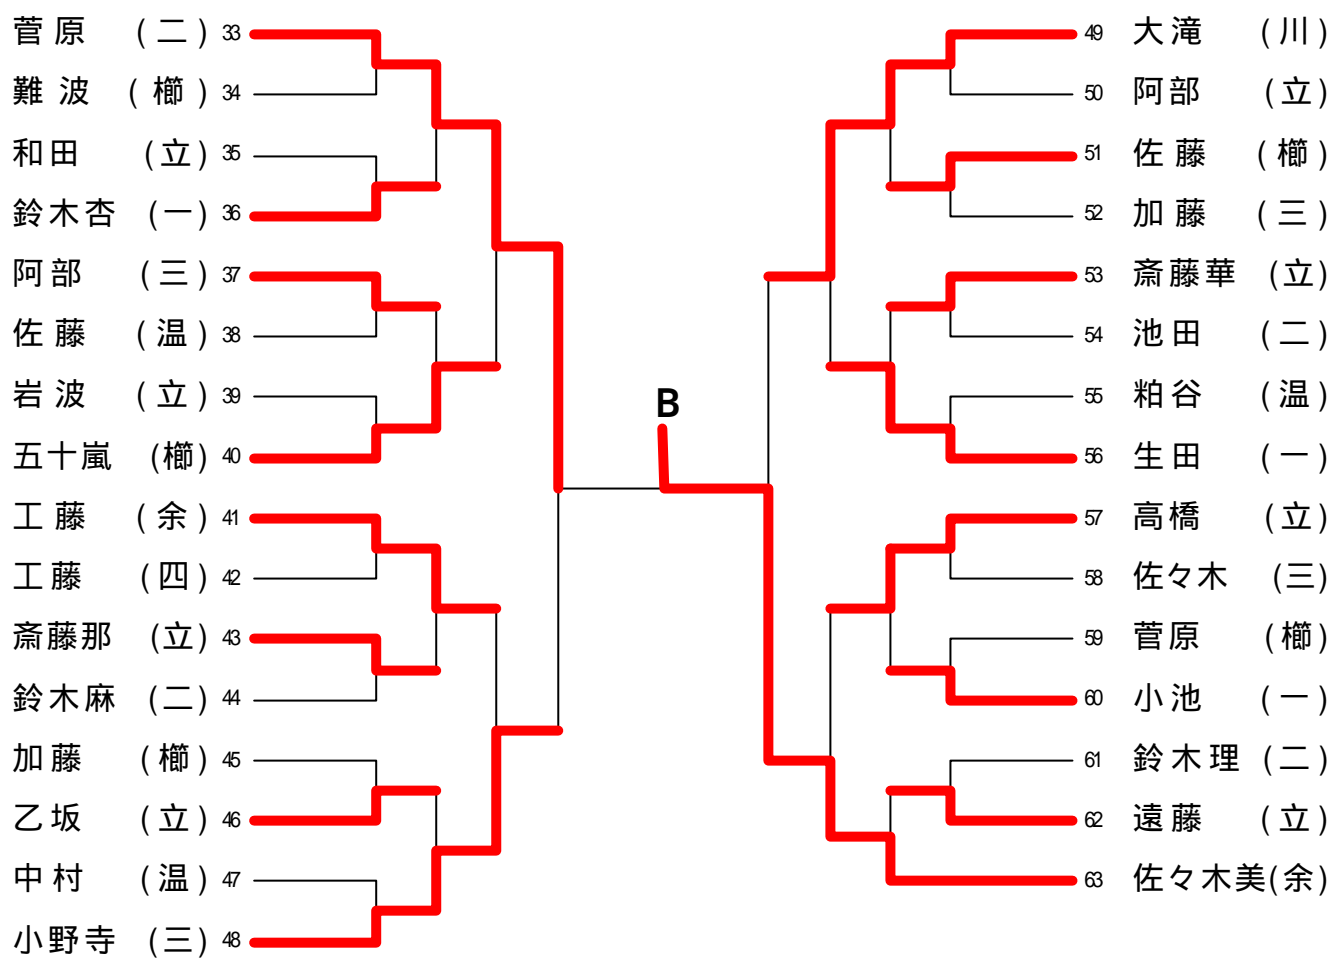 菅原 (二) 33
難波 (櫛) 34
和田 (立) 35
鈴木杏 (一) 36
阿部 (三) 37
佐藤 (温) 38
岩波 (立) 39
五十嵐 (櫛) 40
工藤 (余) 41
工藤 (四) 42
斎藤那 (立) 43
鈴木麻 (二) 44
加藤 (櫛) 45
乙坂 (立) 46
中村 (温) 47
小野寺 (三) 48
B
49 大滝 (川)
50 阿部 (立)
51 佐藤 (櫛)
52 加藤 (三)
53 斎藤華 (立)
54 池田 (二)
55 粕谷 (温)
56 生田 (一)
57 高橋 (立)
58 佐々木 (三)
59 菅原 (櫛)
60 小池 (一)
61 鈴木理 (二)
62 遠藤 (立)
63 佐々木美(余)